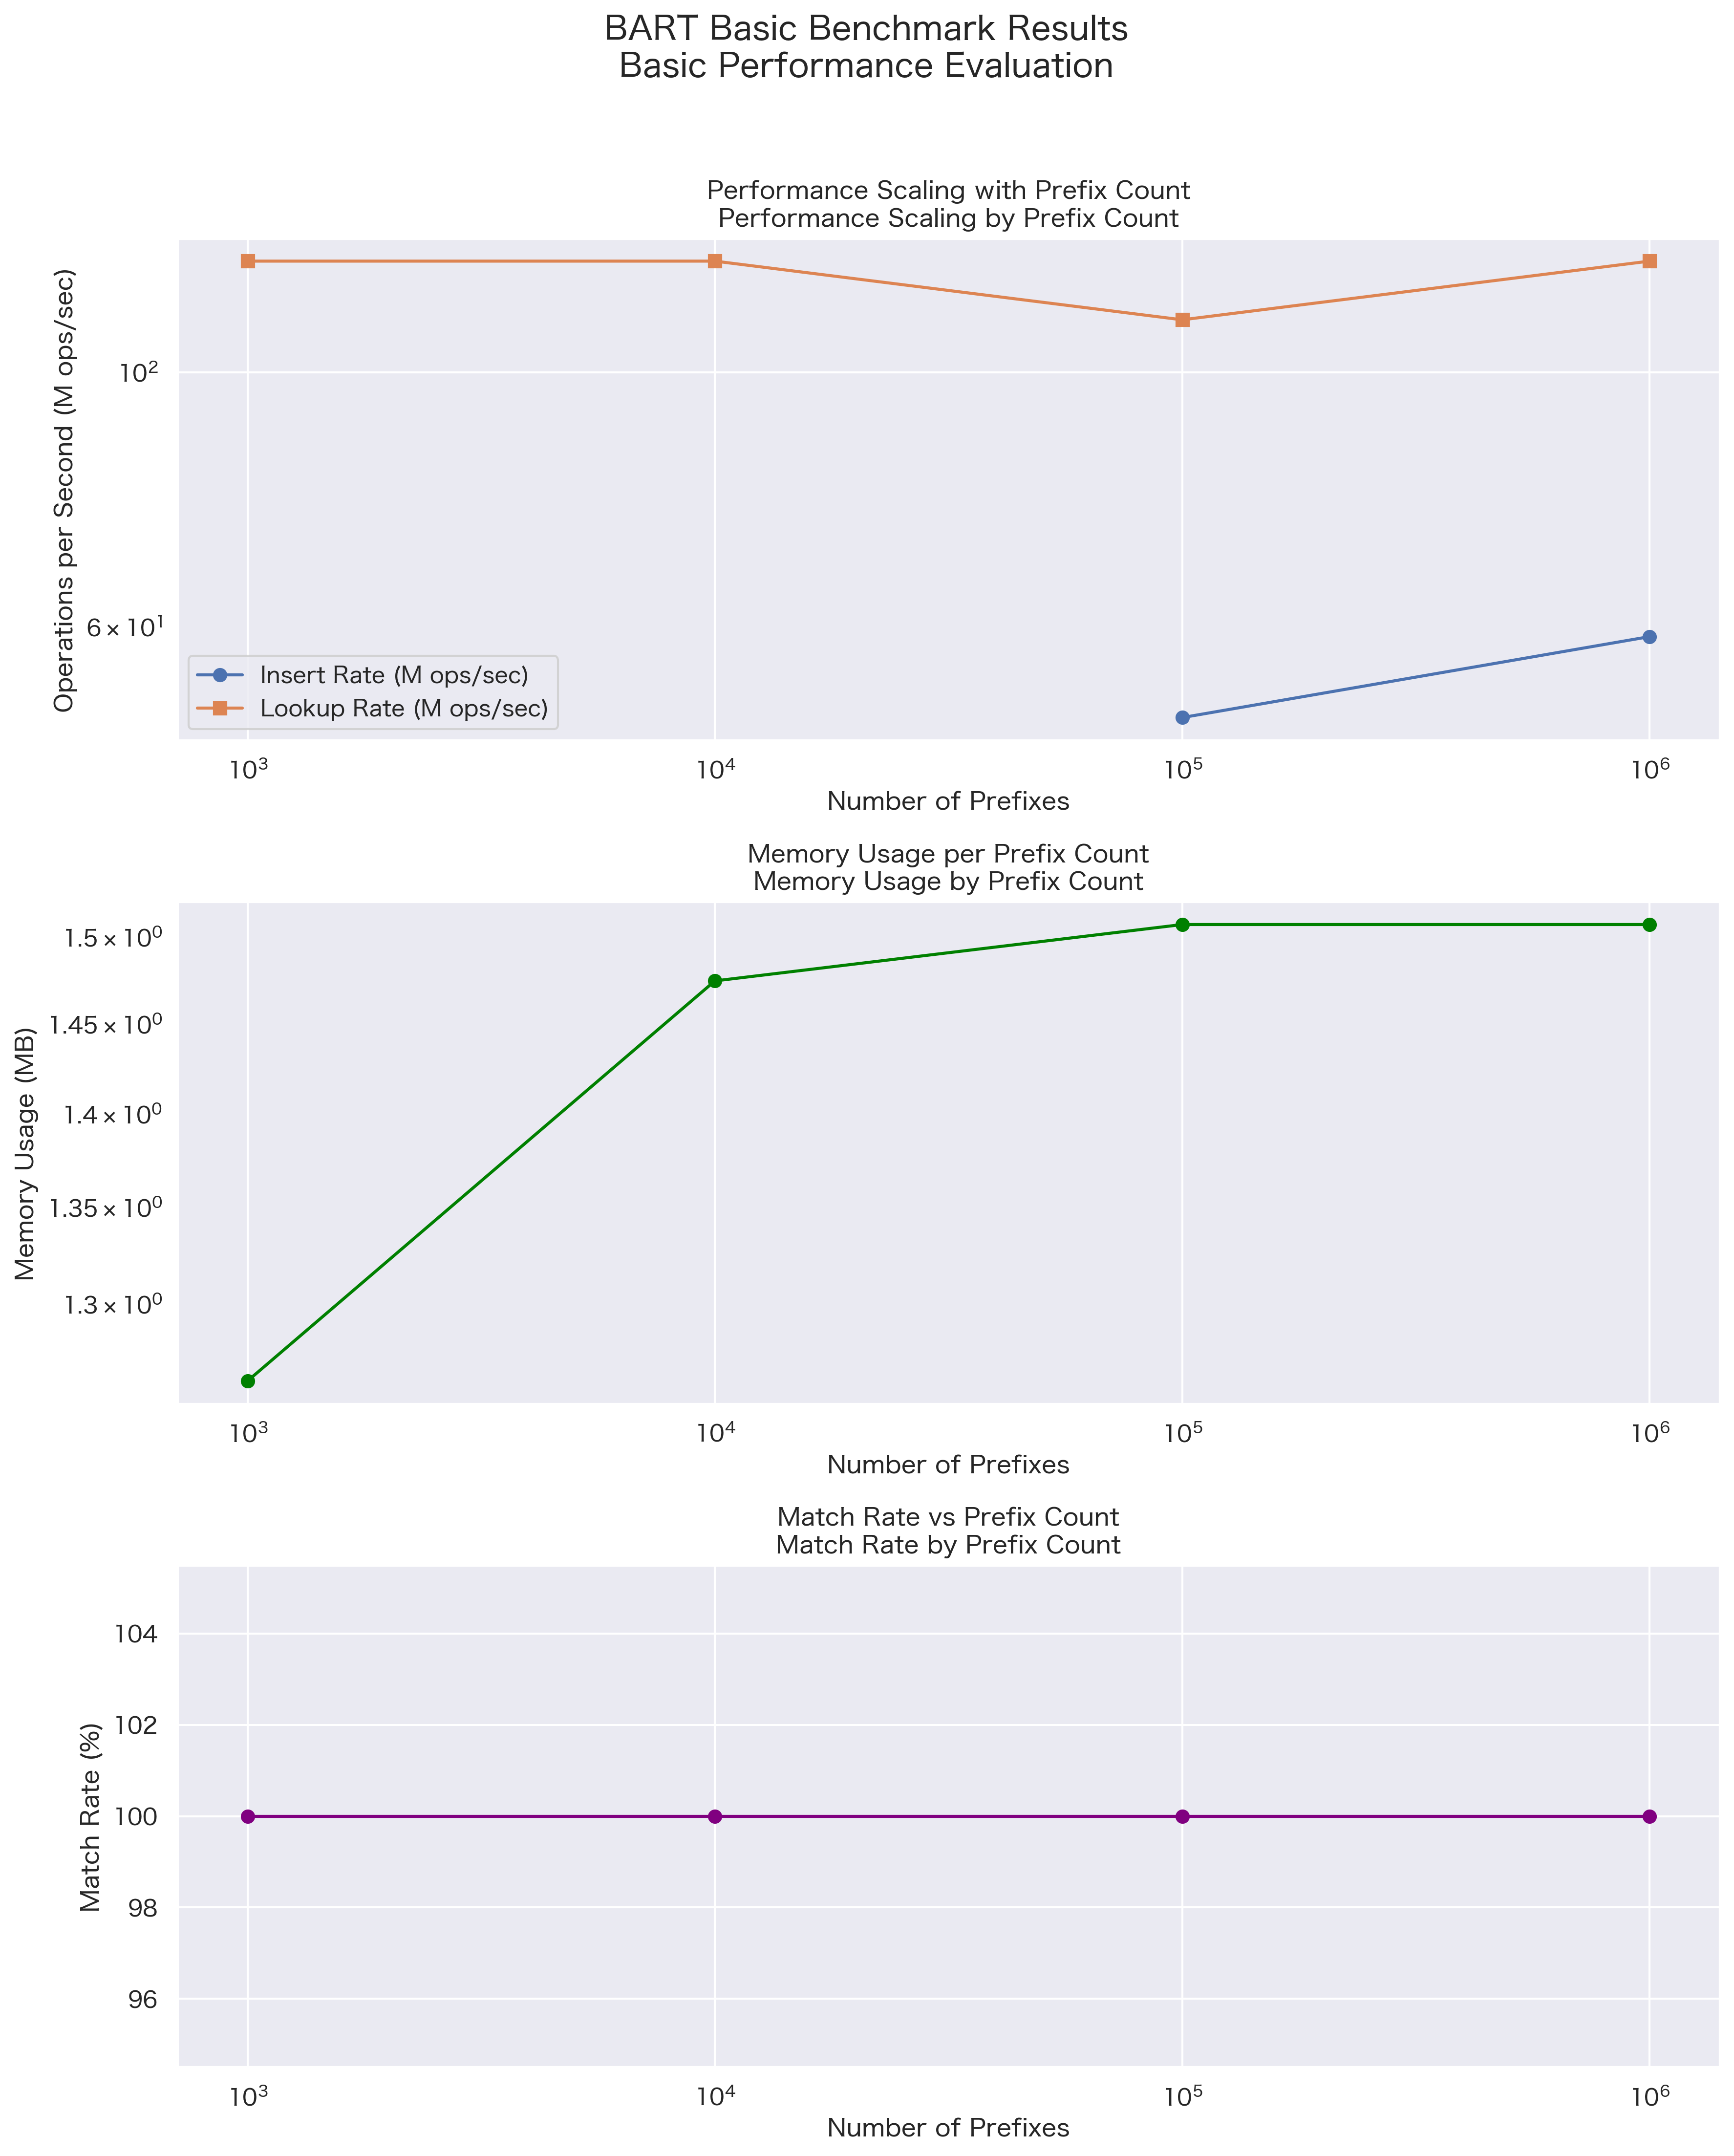 BART Basic Benchmark Results
Basic Performance Evaluation
Performance Scaling with Prefix Count
Performance Scaling by Prefix Count
Operations per Second (M ops/sec)
10²
6 × 10¹
Insert Rate (M ops/sec)
Lookup Rate (M ops/sec)
10³ 10⁴ 10⁵ 10⁶
Number of Prefixes
Memory Usage per Prefix Count
Memory Usage by Prefix Count
Memory Usage (MB)
1.5 × 10⁰
1.45 × 10⁰
1.4 × 10⁰
1.35 × 10⁰
1.3 × 10⁰
10³ 10⁴ 10⁵ 10⁶
Number of Prefixes
Match Rate vs Prefix Count
Match Rate by Prefix Count
Match Rate (%)
104
102
100
98
96
10³ 10⁴ 10⁵ 10⁶
Number of Prefixes